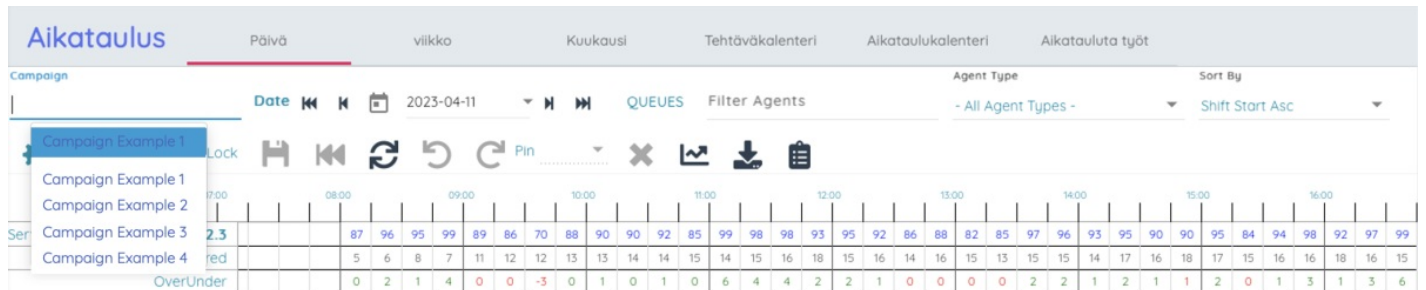 Aikataulus Päivä viikko Kuukausi Tehtäväkalenteri Aikataulukalenteri Aikatauluta työt
Campaign Agent Type Sort By
Date 2023-04-11 QUEUES Filter Agents - All Agent Types - Shift Start Asc
Campaign Example 1 Lock Pin
Campaign Example 1
7:00 08:00 09:00 10:00 11:00 12:00 13:00 14:00 15:00 16:00
Campaign Example 2
Ser Campaign Example 3 2.3 87 96 95 99 89 86 70 88 90 90 92 85 99 98 98 93 95 92 86 88 82 85 97 96 93 95 90 90 95 84 94 98 92 97 99
Campaign Example 4 red 5 6 8 7 11 12 12 13 13 14 14 15 14 15 16 18 15 16 14 16 15 13 15 15 14 17 16 18 17 15 16 16 18 16 15
OverUnder 0 2 1 4 0 0 -3 0 1 0 1 0 6 4 4 2 2 1 0 0 0 0 2 2 1 2 1 1 2 0 1 3 1 3 6